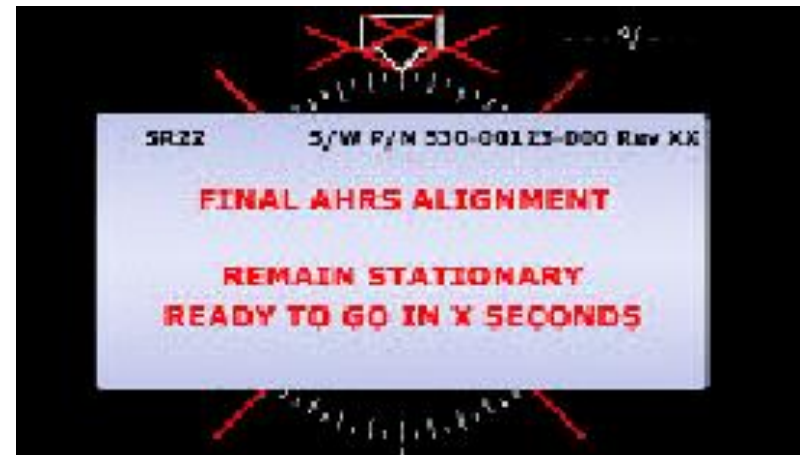 SR22 S/W P/N 530-00123-000 Rev XX
FINAL AHRS ALIGNMENT
REMAIN STATIONARY
READY TO GO IN X SECONDS